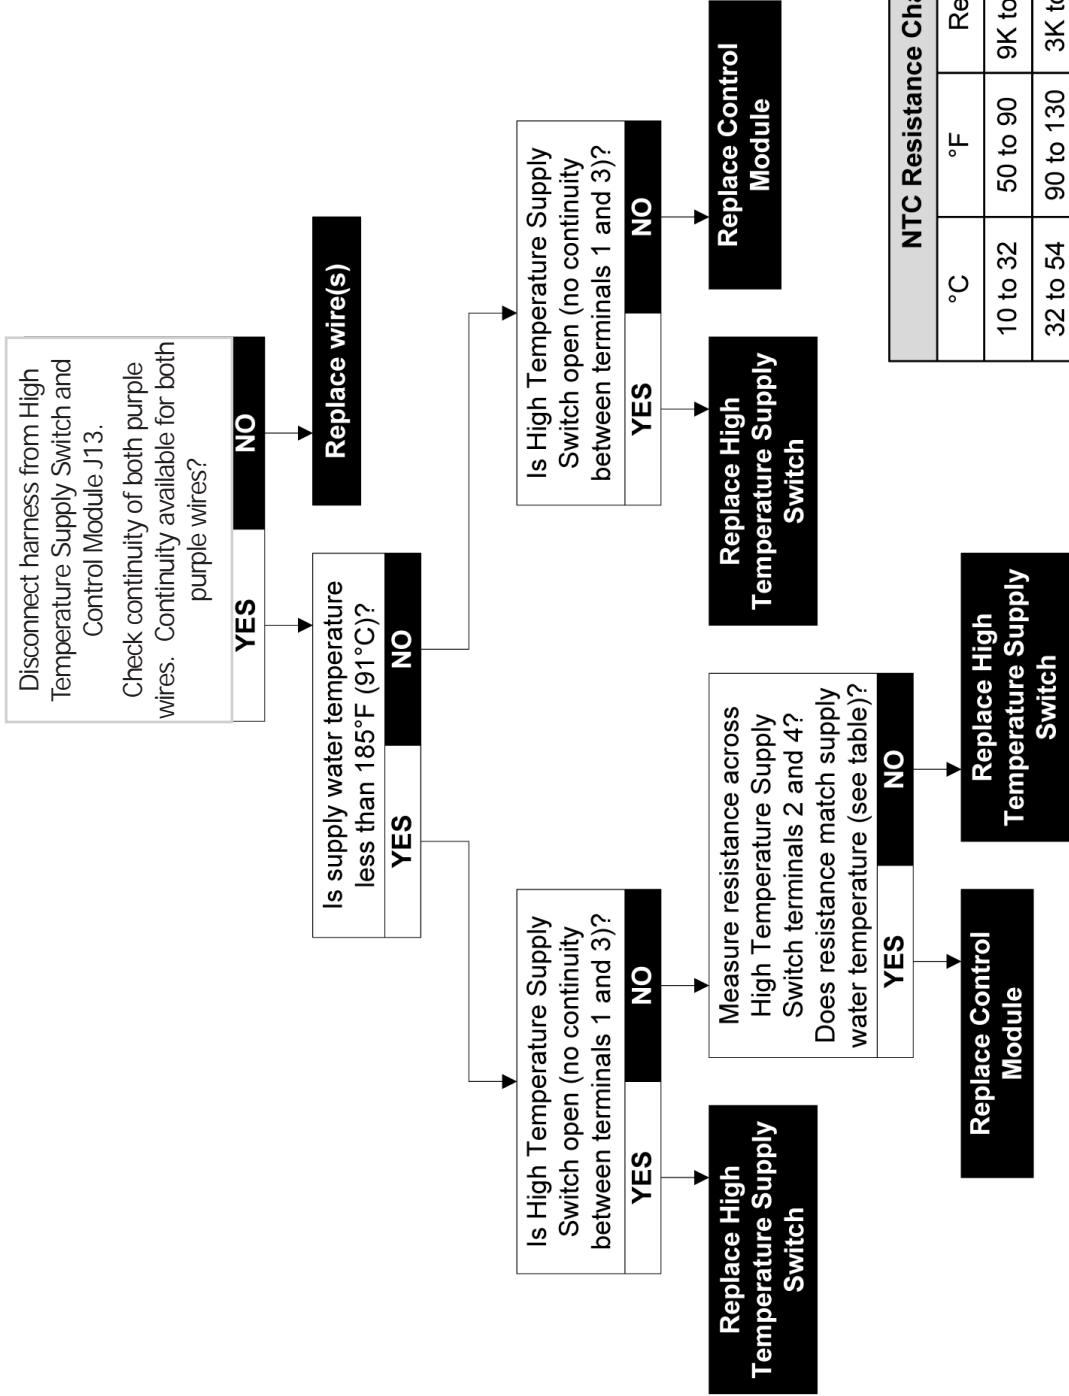 Disconnect harness from High
Temperature Supply Switch and
Control Module J13.
Check continuity of both purple
wires. Continuity available for both
purple wires?
YES
NO
Replace wire(s)
Is supply water temperature
less than 185°F (91°C)?
YES
NO
Is High Temperature Supply
Switch open (no continuity
between terminals 1 and 3)?
YES
NO
Is High Temperature Supply
Switch open (no continuity
between terminals 1 and 3)?
YES
NO
Replace High
Temperature Supply
Switch
Measure resistance across
High Temperature Supply
Switch terminals 2 and 4?
Does resistance match supply
water temperature (see table)?
YES
NO
Replace High
Temperature Supply
Switch
Replace Control
Module
Replace Control
Module
Replace High
Temperature Supply
Switch
NTC Resistance Cha
°C °F Re
10 to 32 50 to 90 9K to
32 to 54 90 to 130 3K to